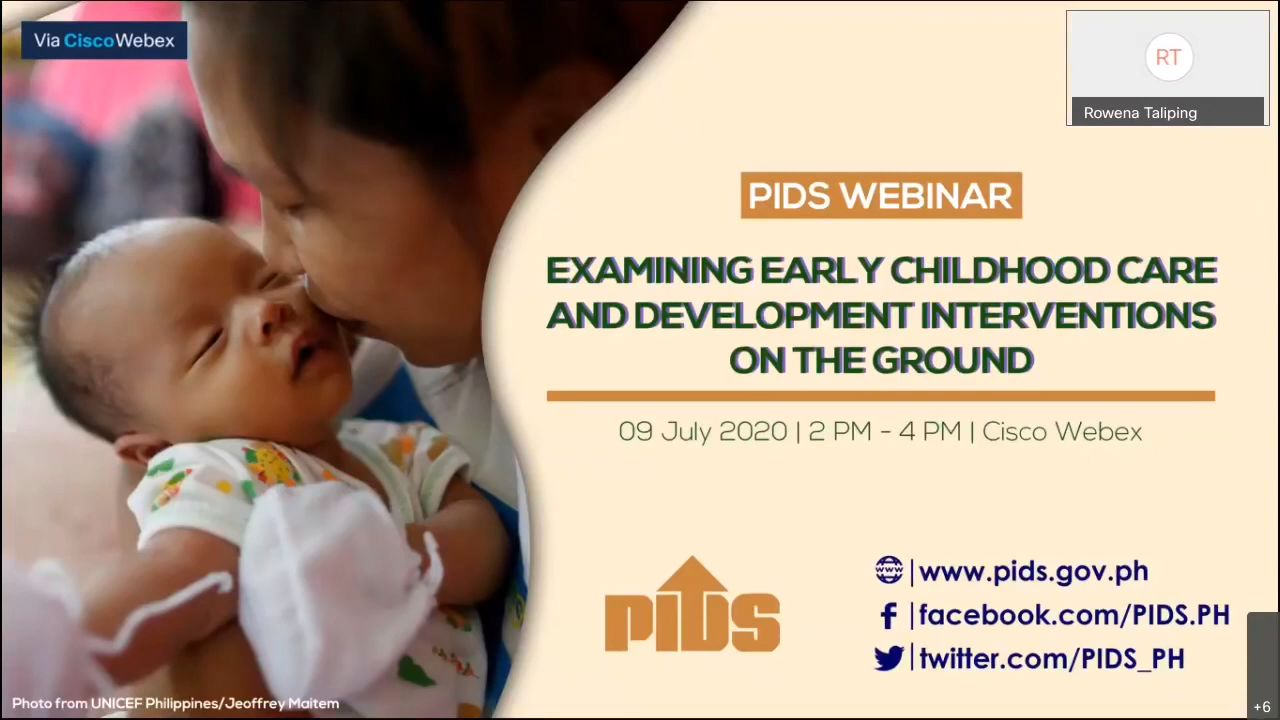 Via CiscoWebex
RT
Rowena Taliping
PIDS WEBINAR
EXAMINING EARLY CHILDHOOD CARE
AND DEVELOPMENT INTERVENTIONS
ON THE GROUND
09 July 2020 | 2 PM - 4 PM | Cisco Webex
PIDS
www
www.pids.gov.ph
f
facebook.com/PIDS.PH
twitter.com/PIDS_PH
Photo from UNICEF Philippines/Jeoffrey Maitem
+6